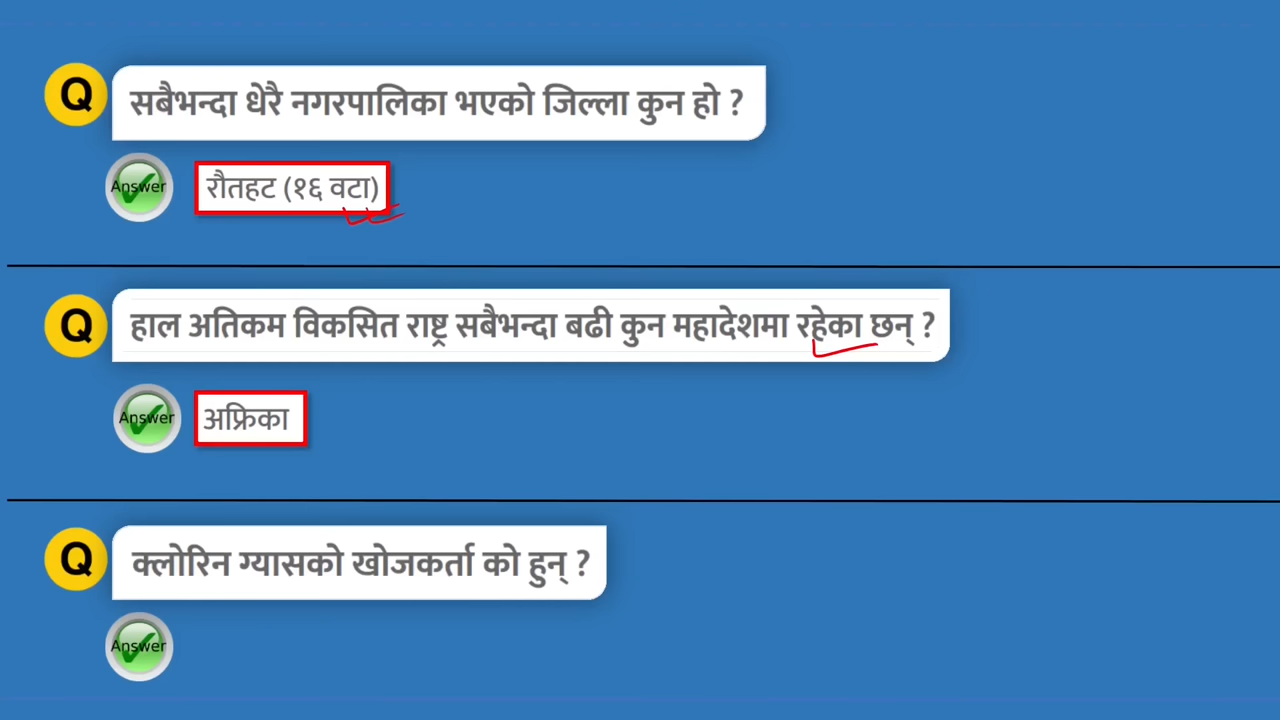 Q सबैभन्दा धेरै नगरपालिका भएको जिल्ला कुन हो ?
Answer रौतहट (१६ वटा)
Q हाल अतिकम विकसित राष्ट्र सबैभन्दा बढी कुन महादेशमा रहेका छन् ?
Answer अफ्रिका
Q क्लोरिन ग्यासको खोजकर्ता को हुन् ?
Answer